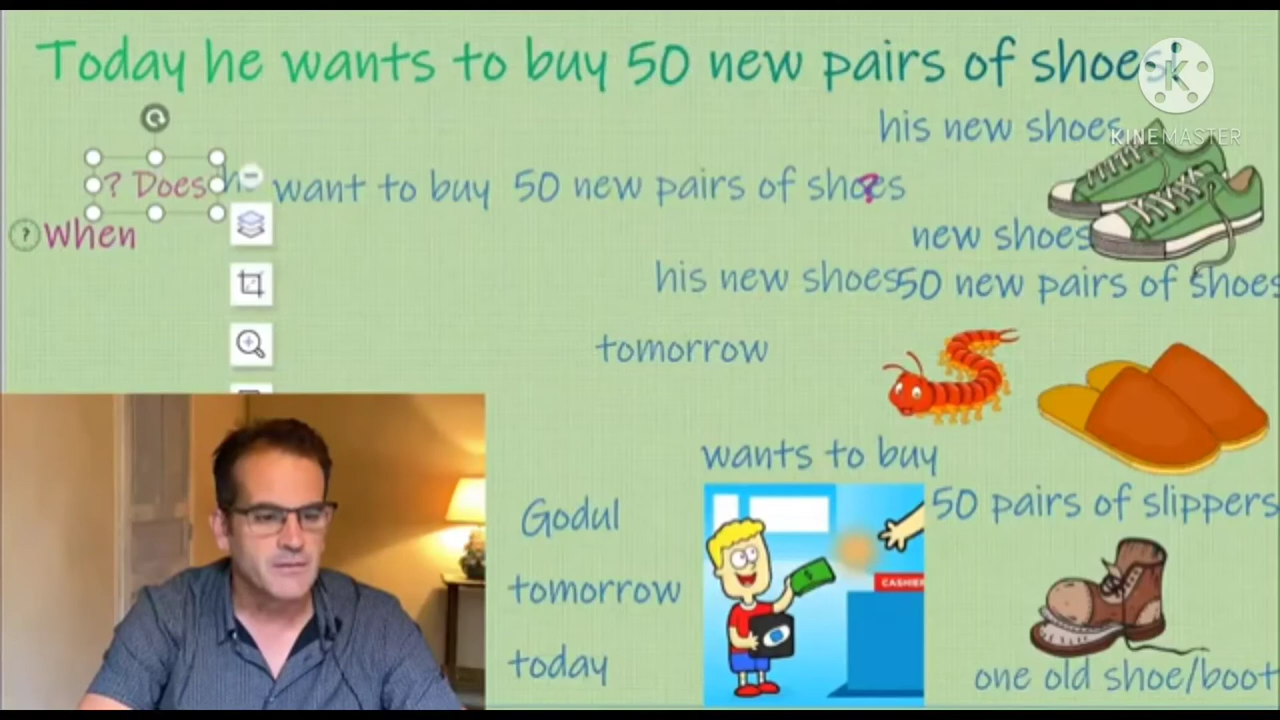 Today he wants to buy 50 new pairs of shoes.
K
KINEMASTER
his new shoes
? Does he want to buy 50 new pairs of shoes
?
? When
new shoes
his new shoes
50 new pairs of shoes
tomorrow
wants to buy
Godul
50 pairs of slippers
tomorrow
CASHIER
today
one old shoe/boot